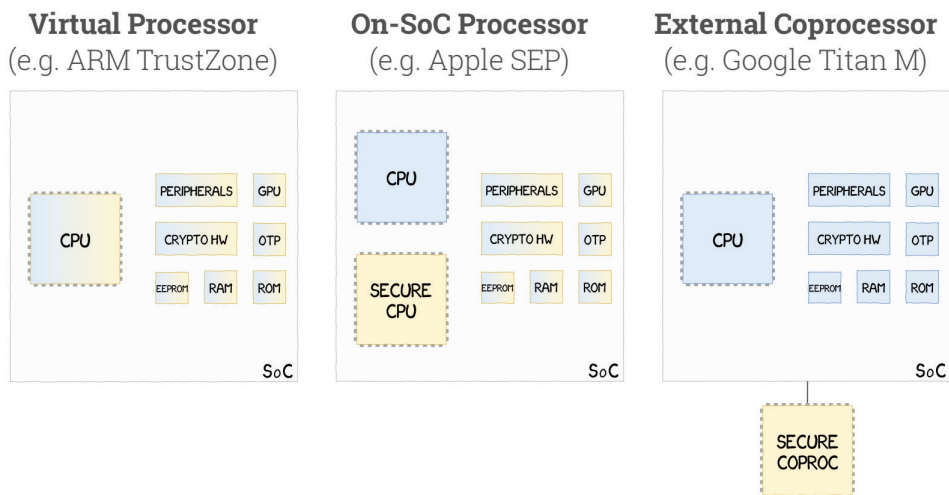 Virtual Processor
(e.g. ARM TrustZone)
CPU
PERIPHERALS
GPU
CRYPTO HW
OTP
EEPROM
RAM
ROM
SoC
On-SoC Processor
(e.g. Apple SEP)
CPU
SECURE
CPU
PERIPHERALS
GPU
CRYPTO HW
OTP
EEPROM
RAM
ROM
SoC
External Coprocessor
(e.g. Google Titan M)
CPU
PERIPHERALS
GPU
CRYPTO HW
OTP
EEPROM
RAM
ROM
SoC
SECURE
COPROC